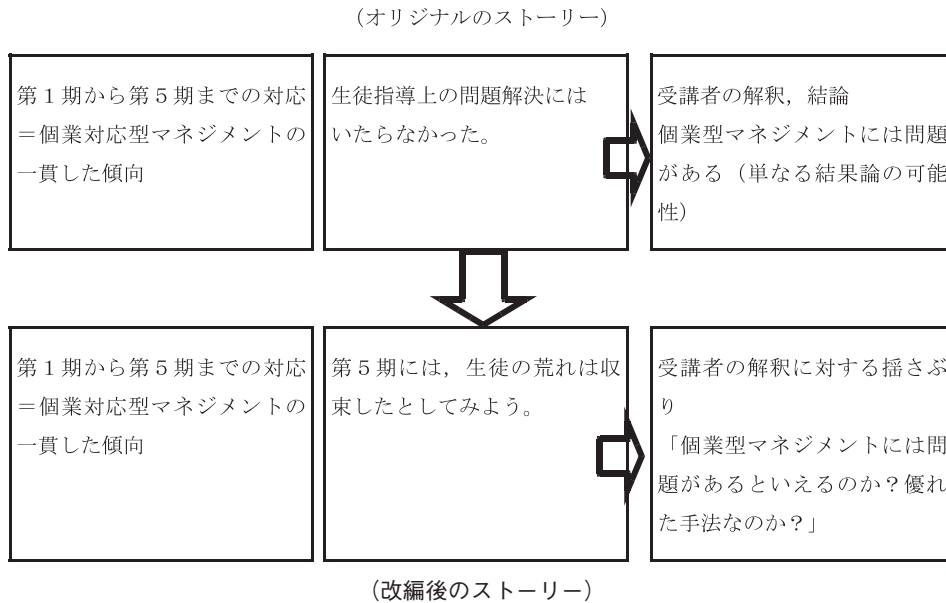 （オリジナルのストーリー）
第１期から第５期までの対応
＝個業対応型マネジメントの
一貫した傾向
生徒指導上の問題解決には
いたらなかった。
受講者の解釈，結論
個業型マネジメントには問題
がある（単なる結果論の可能
性）
第１期から第５期までの対応
＝個業対応型マネジメントの
一貫した傾向
第５期には，生徒の荒れは収
束したとしてみよう。
受講者の解釈に対する揺さぶ
り
「個業型マネジメントには問
題があるといえるのか？優れ
た手法なのか？」
（改編後のストーリー）